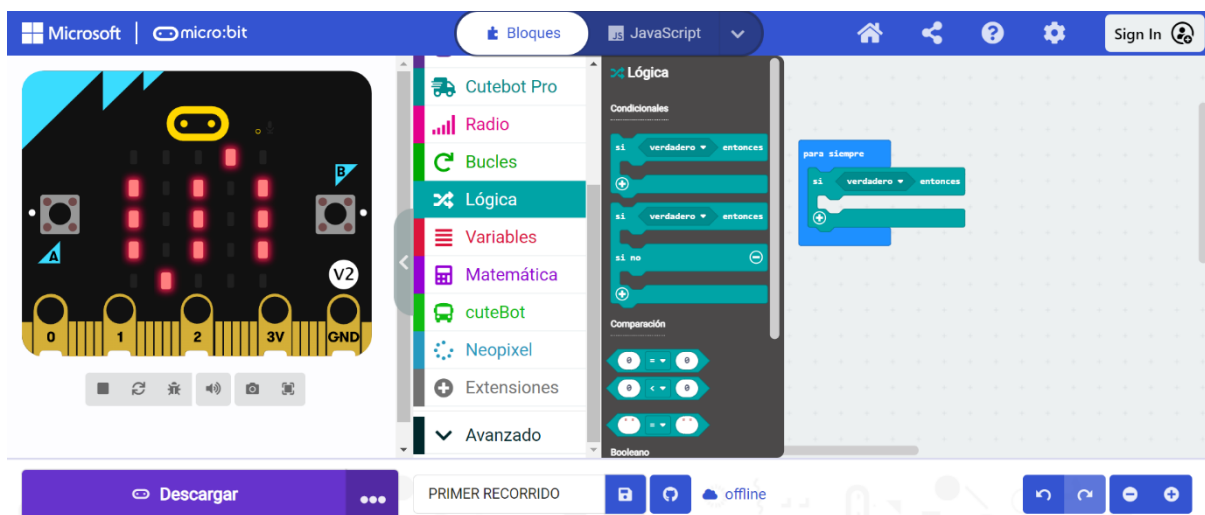 Microsoft
micro:bit
Bloques
JS JavaScript
Sign In
B
A
V2
0
1
2
3V
GND
Cutebot Pro
Radio
Bucles
Lógica
Variables
Matemática
cuteBot
Neopixel
Extensiones
Avanzado
Lógica
Condicionales
si verdadero entonces
si verdadero entonces
si no
Comparación
0 = 0
0 < 0
" " = " "
Booleano
para siempre
si verdadero entonces
Descargar
PRIMER RECORRIDO
offline